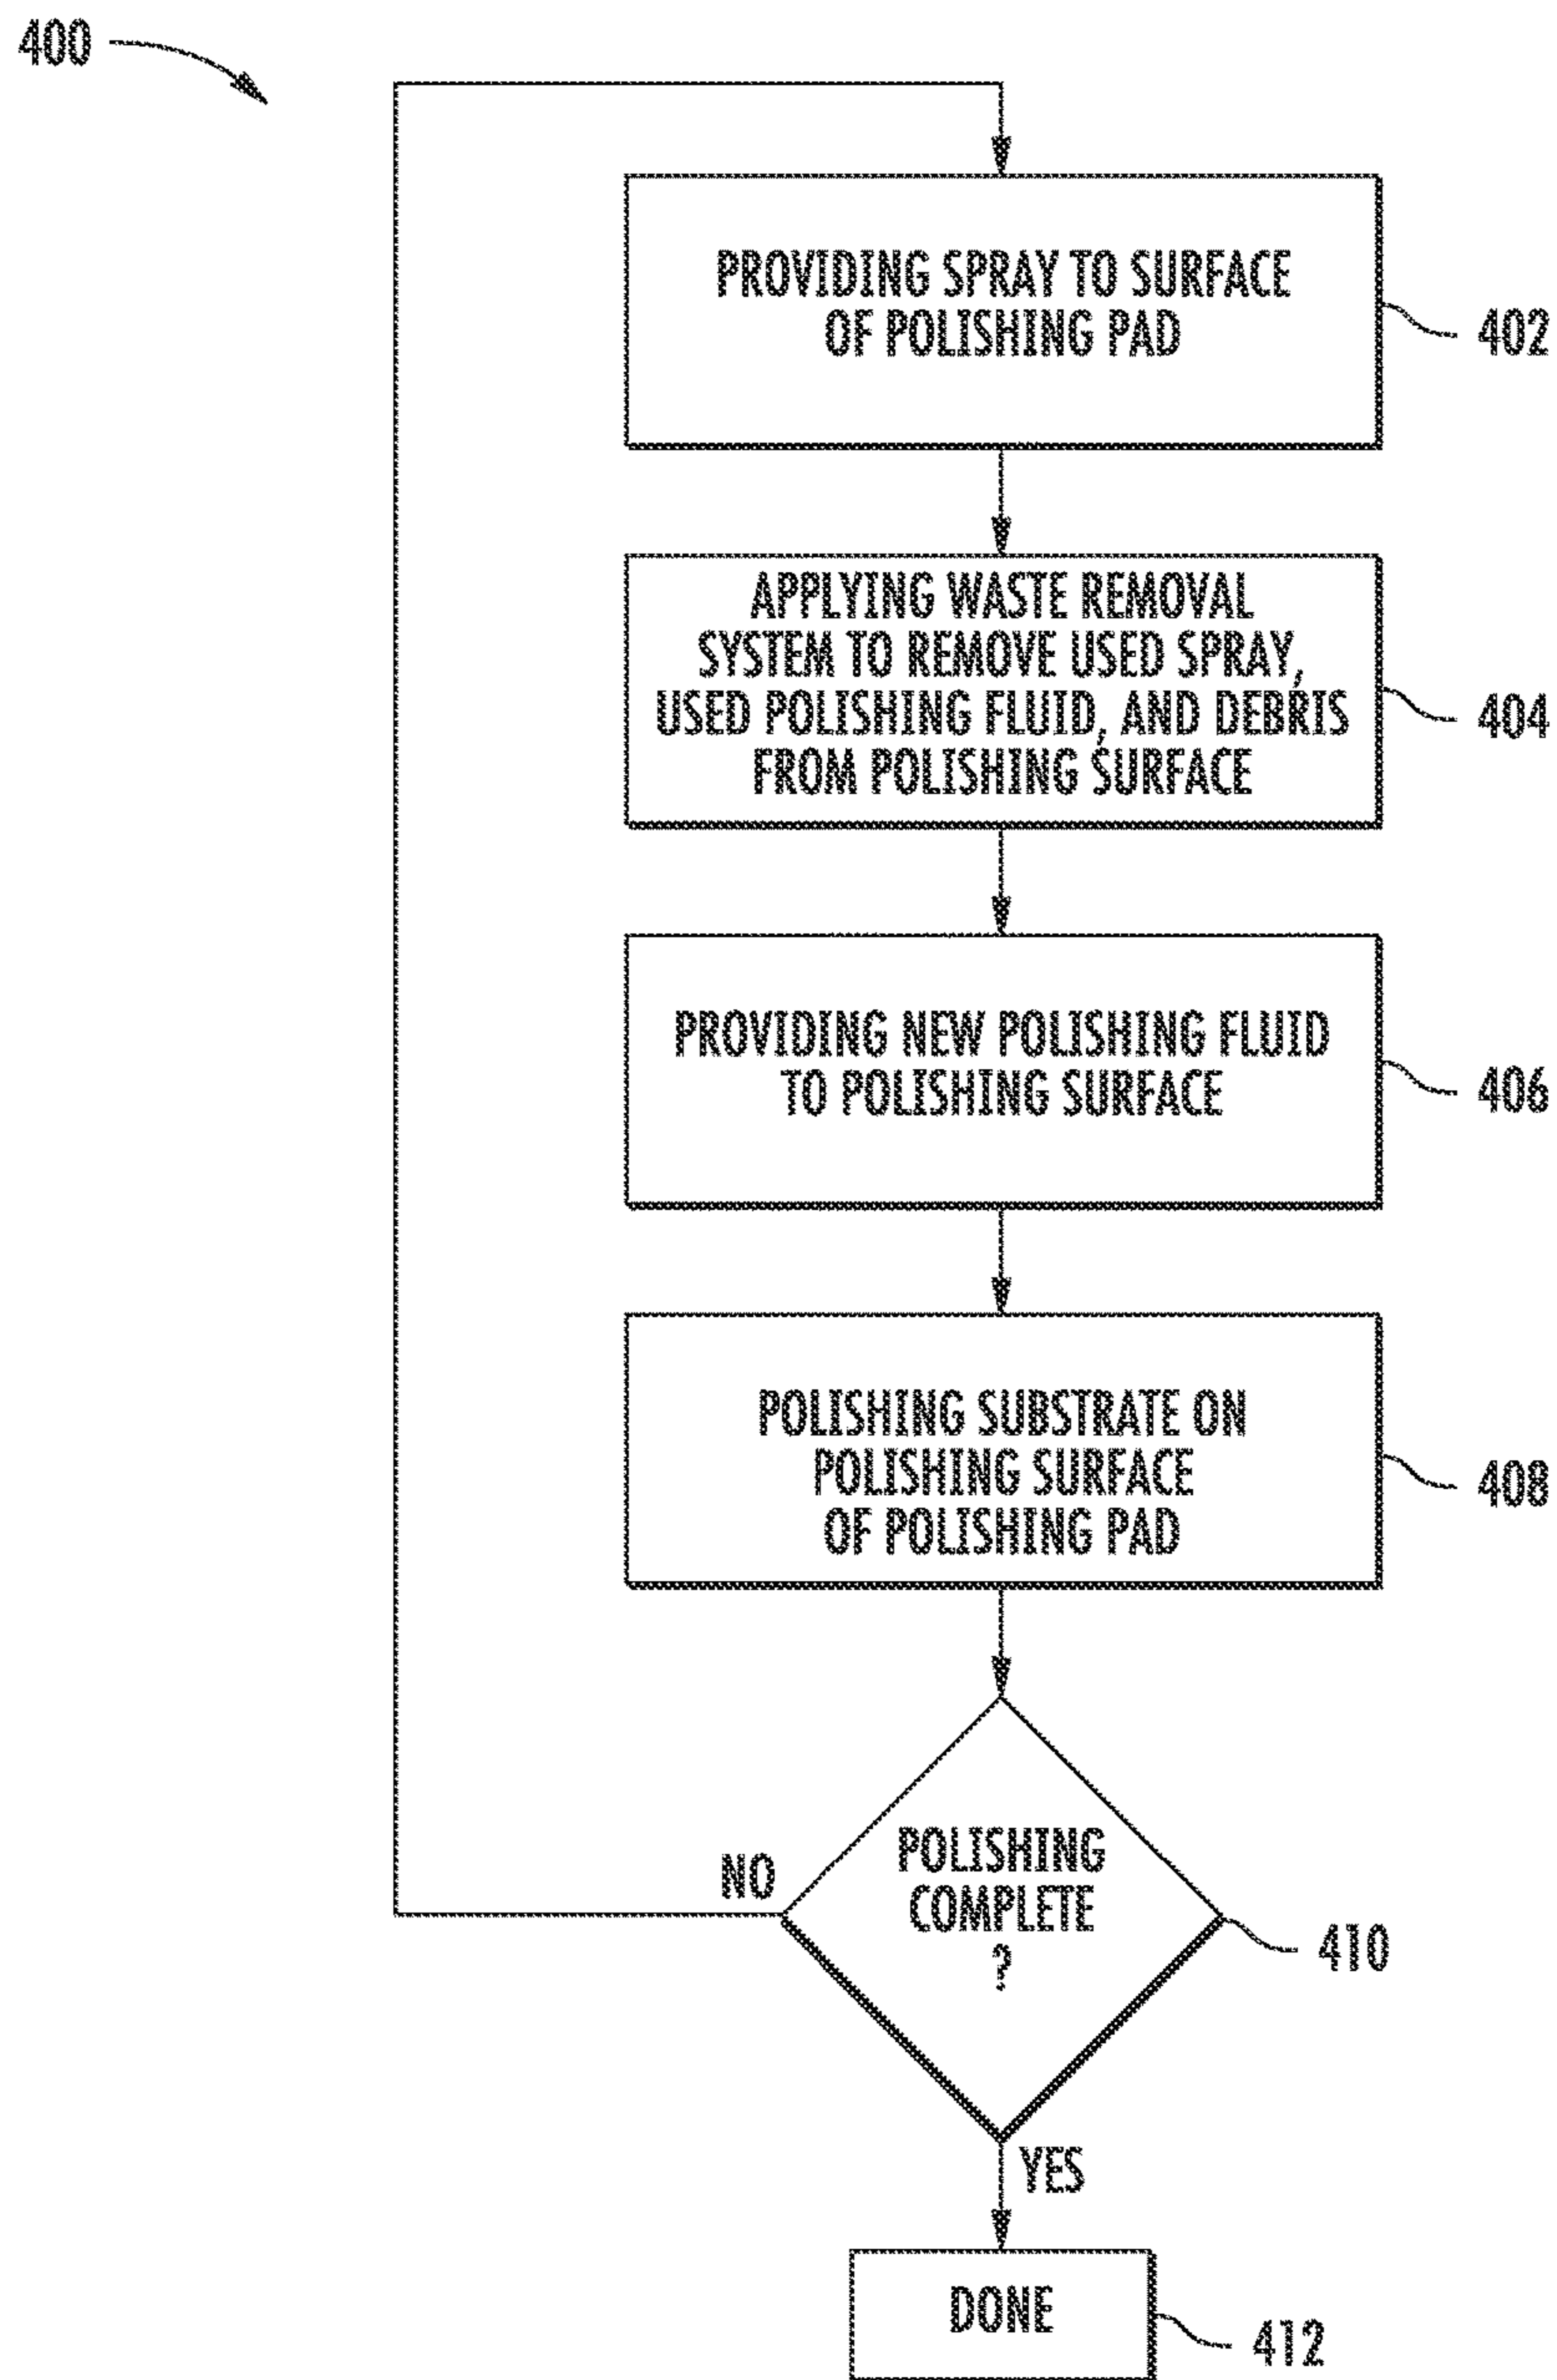 400
PROVIDING SPRAY TO SURFACE
OF POLISHING PAD
402
APPLYING WASTE REMOVAL
SYSTEM TO REMOVE USED SPRAY,
USED POLISHING FLUID, AND DEBRIS
FROM POLISHING SURFACE
404
PROVIDING NEW POLISHING FLUID
TO POLISHING SURFACE
406
POLISHING SUBSTRATE ON
POLISHING SURFACE
OF POLISHING PAD
408
POLISHING
COMPLETE
?
NO
410
YES
DONE
412